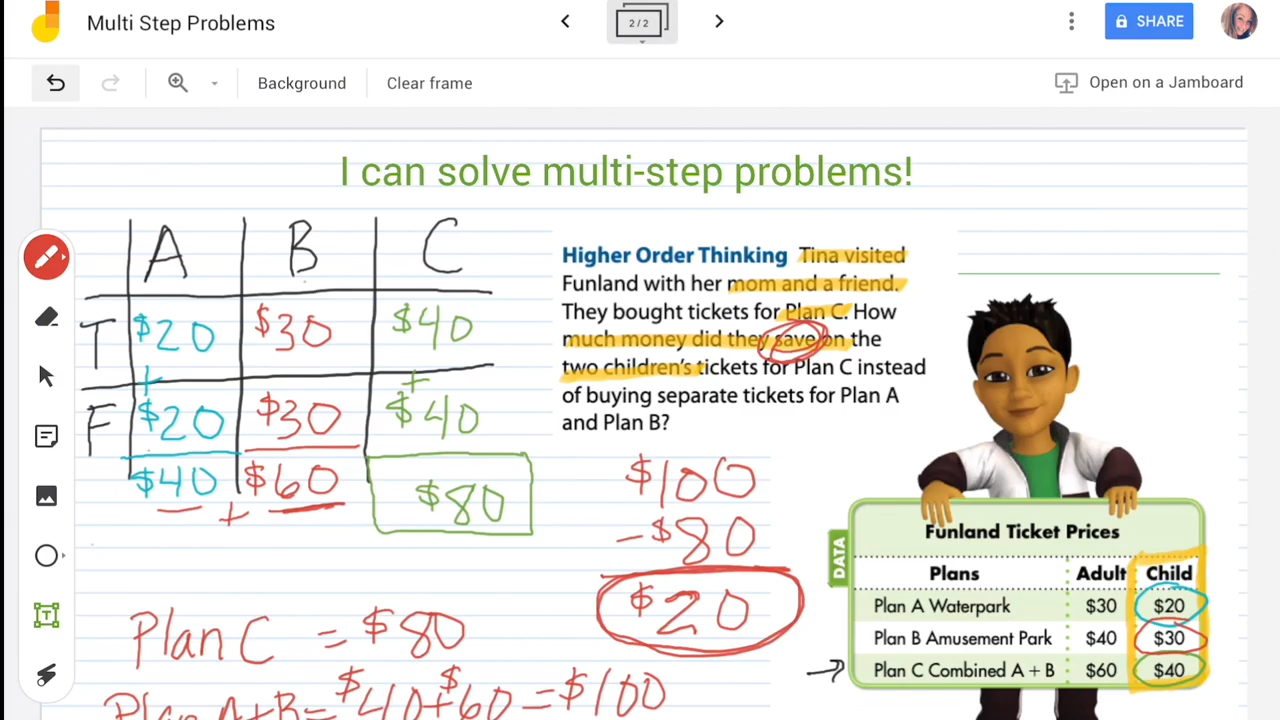 Multi Step Problems
2 / 2
SHARE
Background
Clear frame
Open on a Jamboard
I can solve multi-step problems!
A B C
T $20 $30 $40
+ +
F $20 $30 $40
$40 + $60 $80
Higher Order Thinking Tina visited
Funland with her mom and a friend.
They bought tickets for Plan C. How
much money did they save on the
two children's tickets for Plan C instead
of buying separate tickets for Plan A
and Plan B?
$100
-$80
$20
Plan C = $80
Plan A+B= $40+$60=$100
DATA
Funland Ticket Prices
Plans Adult Child
Plan A Waterpark $30 $20
Plan B Amusement Park $40 $30
Plan C Combined A + B $60 $40
T